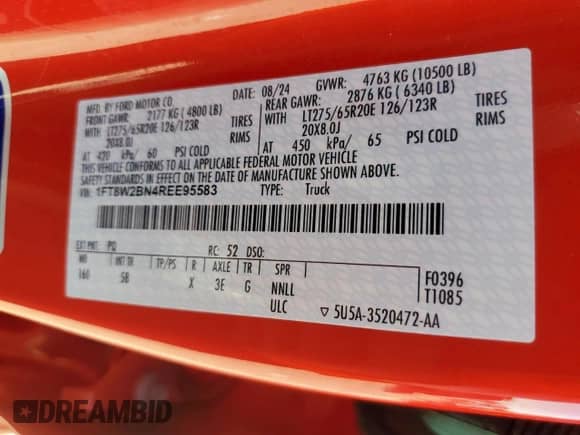 MFD. BY FORD MOTOR CO. 08/24 GVWR: 4763 KG (10500 LB)
FRONT GAWR: 2177 KG ( 4800 LB) REAR GAWR: 2876 KG ( 6340 LB)
WITH LT275/65R20E 126/123R TIRES WITH LT275/65R20E 126/123R TIRES
20X8.0J RIMS 20X8.0J RIMS
AT 420 kPa/ 60 PSI COLD AT 450 kPa/ 65 PSI COLD
THIS VEHICLE CONFORMS TO ALL APPLICABLE FEDERAL MOTOR VEHICLE
SAFETY STANDARDS IN EFFECT ON THE DATE OF MANUFACTURE SHOWN ABOVE.
VIN: 1FT8W2BN4REE95583 TYPE: Truck
EXT PNT: PQ RC: 52 DSO:
WB INT TR TP/PS R AXLE TR SPR
160 SB X 3E G NNLL F0396
ULC T1085
▽ 5U5A-3520472-AA
DREAMBID